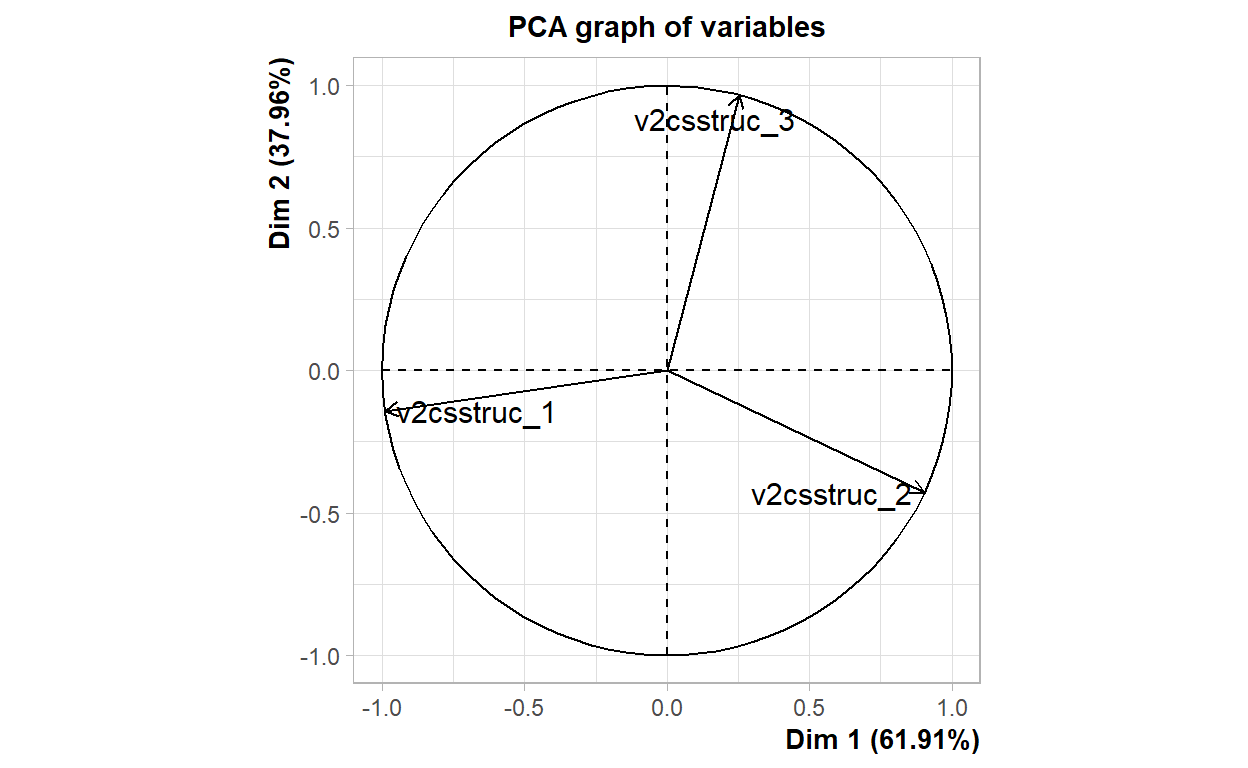 PCA graph of variables
Dim 2 (37.96%)
1.0
0.5
0.0
-0.5
-1.0
v2csstruc_3
v2csstruc_1
v2csstruc_2
-1.0
-0.5
0.0
0.5
1.0
Dim 1 (61.91%)